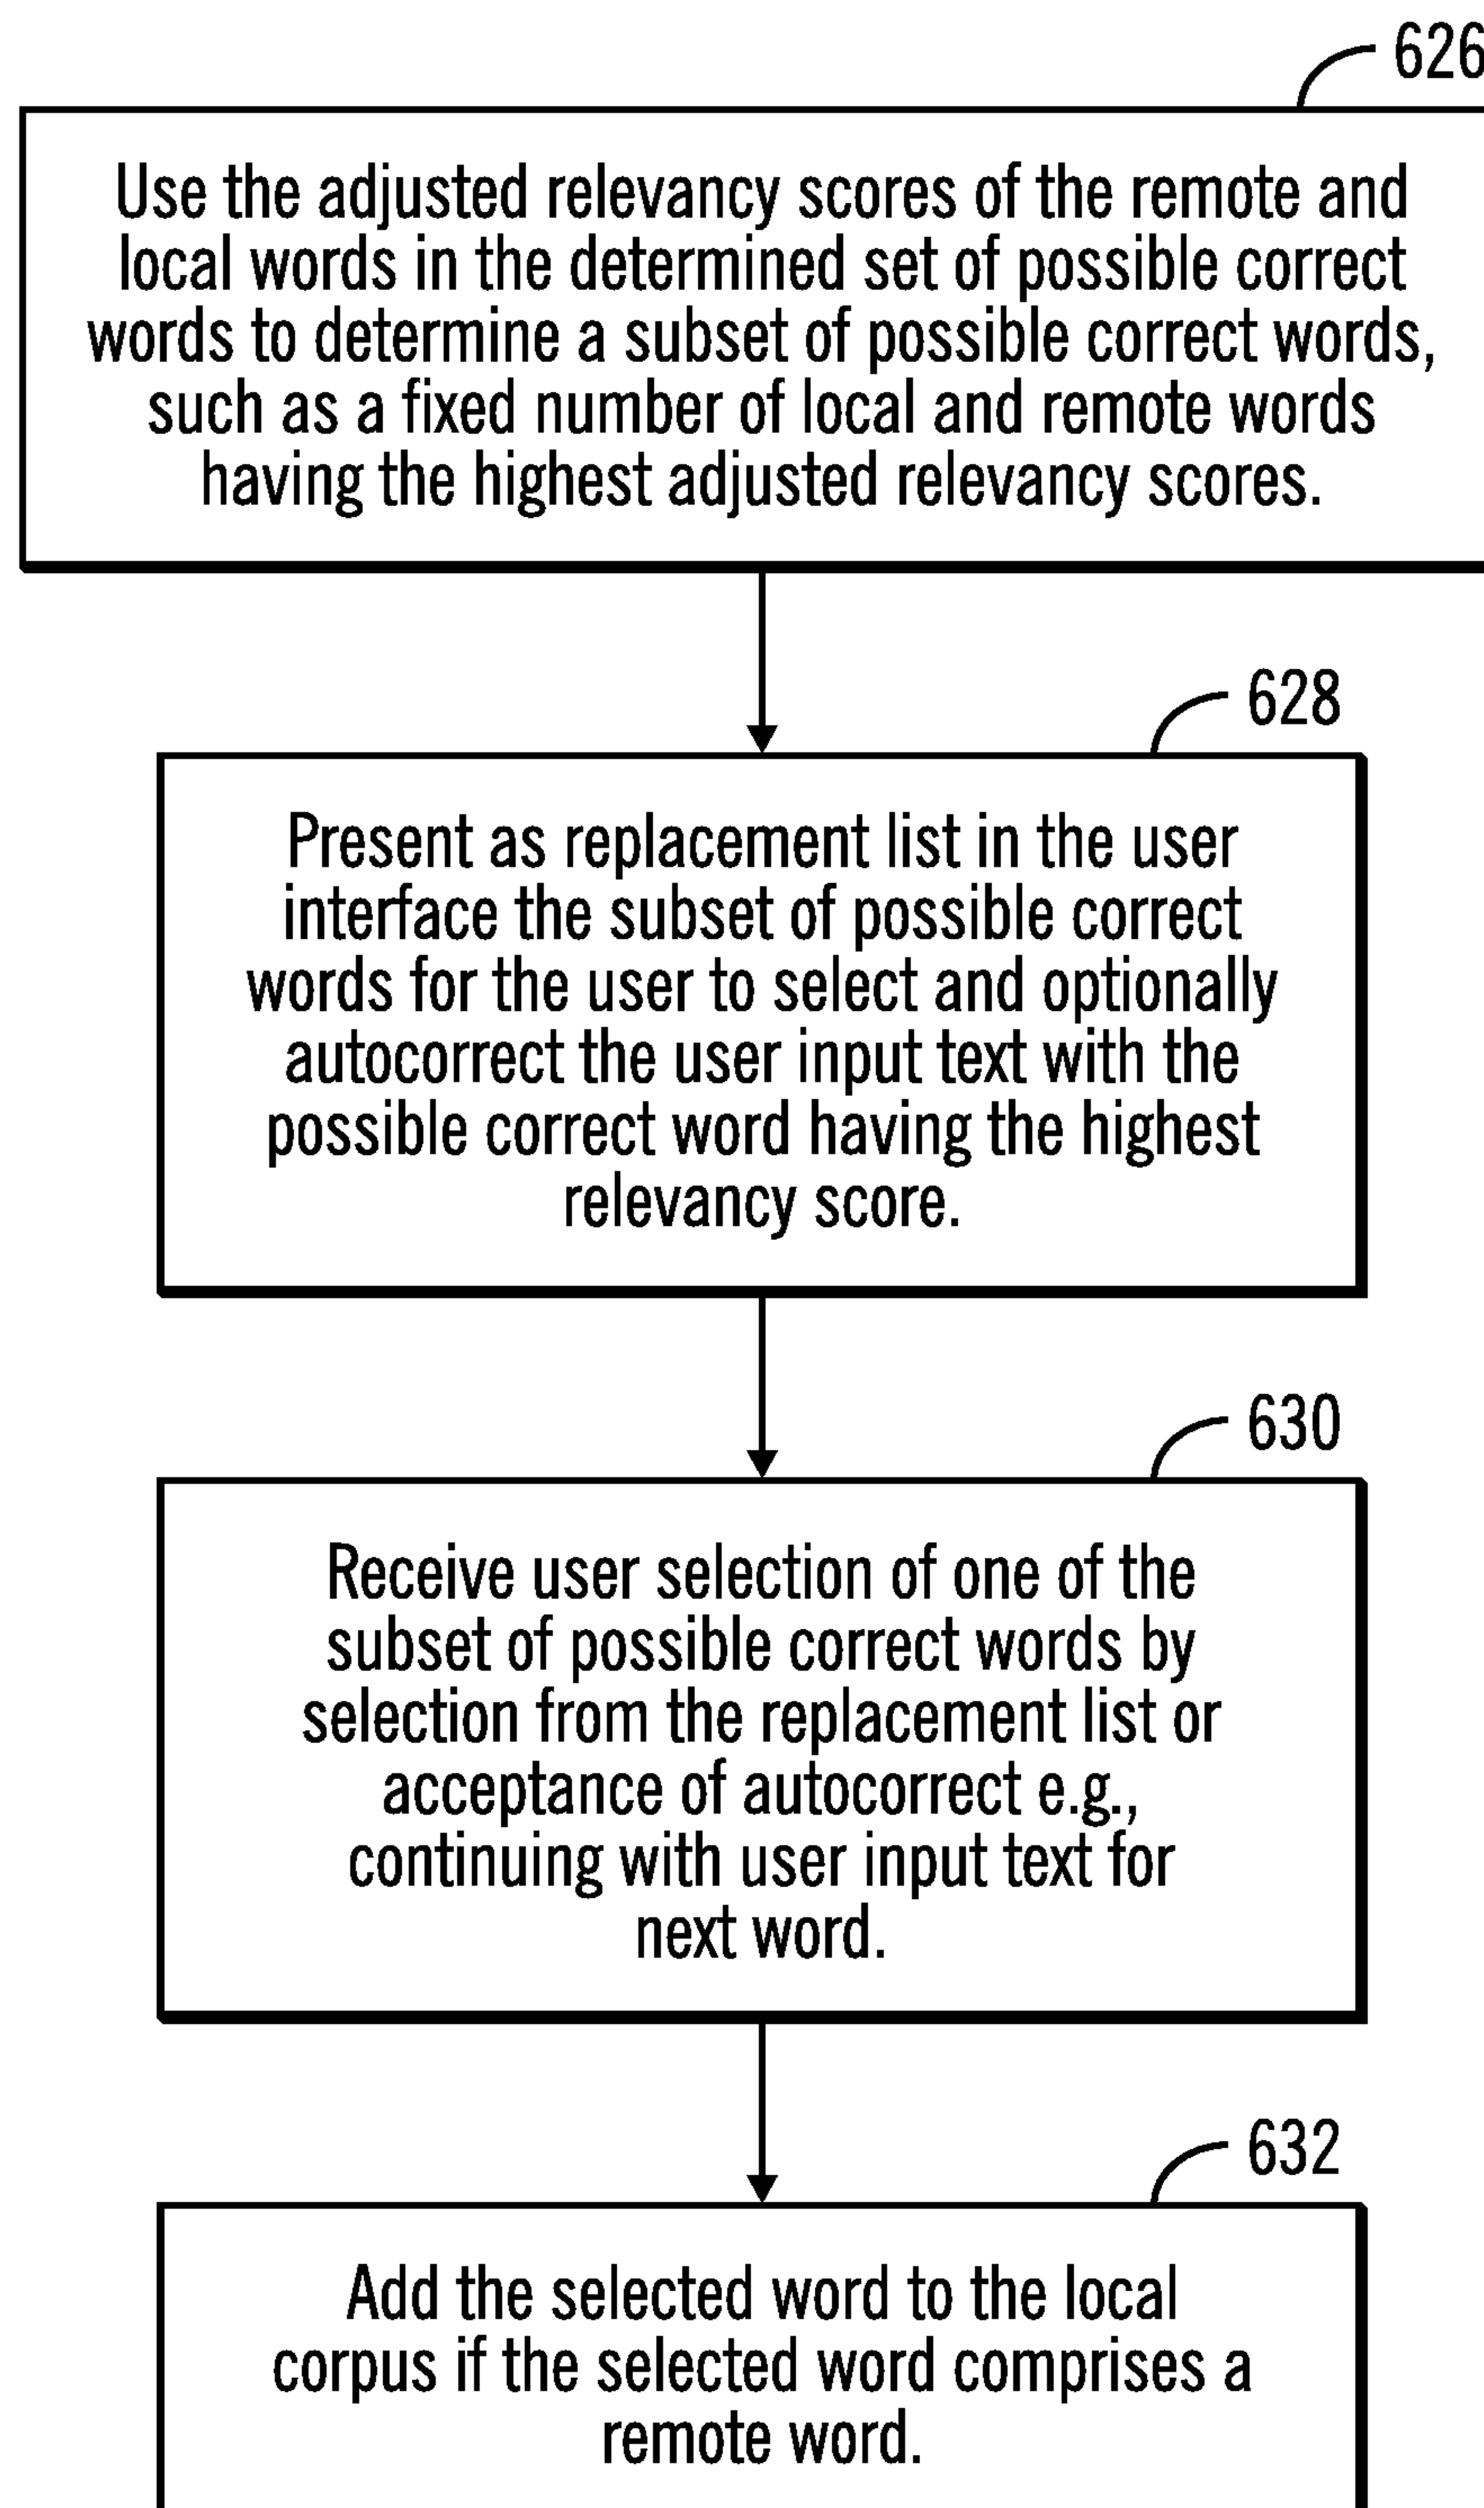 626
Use the adjusted relevancy scores of the remote and
local words in the determined set of possible correct
words to determine a subset of possible correct words,
such as a fixed number of local and remote words
having the highest adjusted relevancy scores.
628
Present as replacement list in the user
interface the subset of possible correct
words for the user to select and optionally
autocorrect the user input text with the
possible correct word having the highest
relevancy score.
630
Receive user selection of one of the
subset of possible correct words by
selection from the replacement list or
acceptance of autocorrect e.g.,
continuing with user input text for
next word.
632
Add the selected word to the local
corpus if the selected word comprises a
remote word.